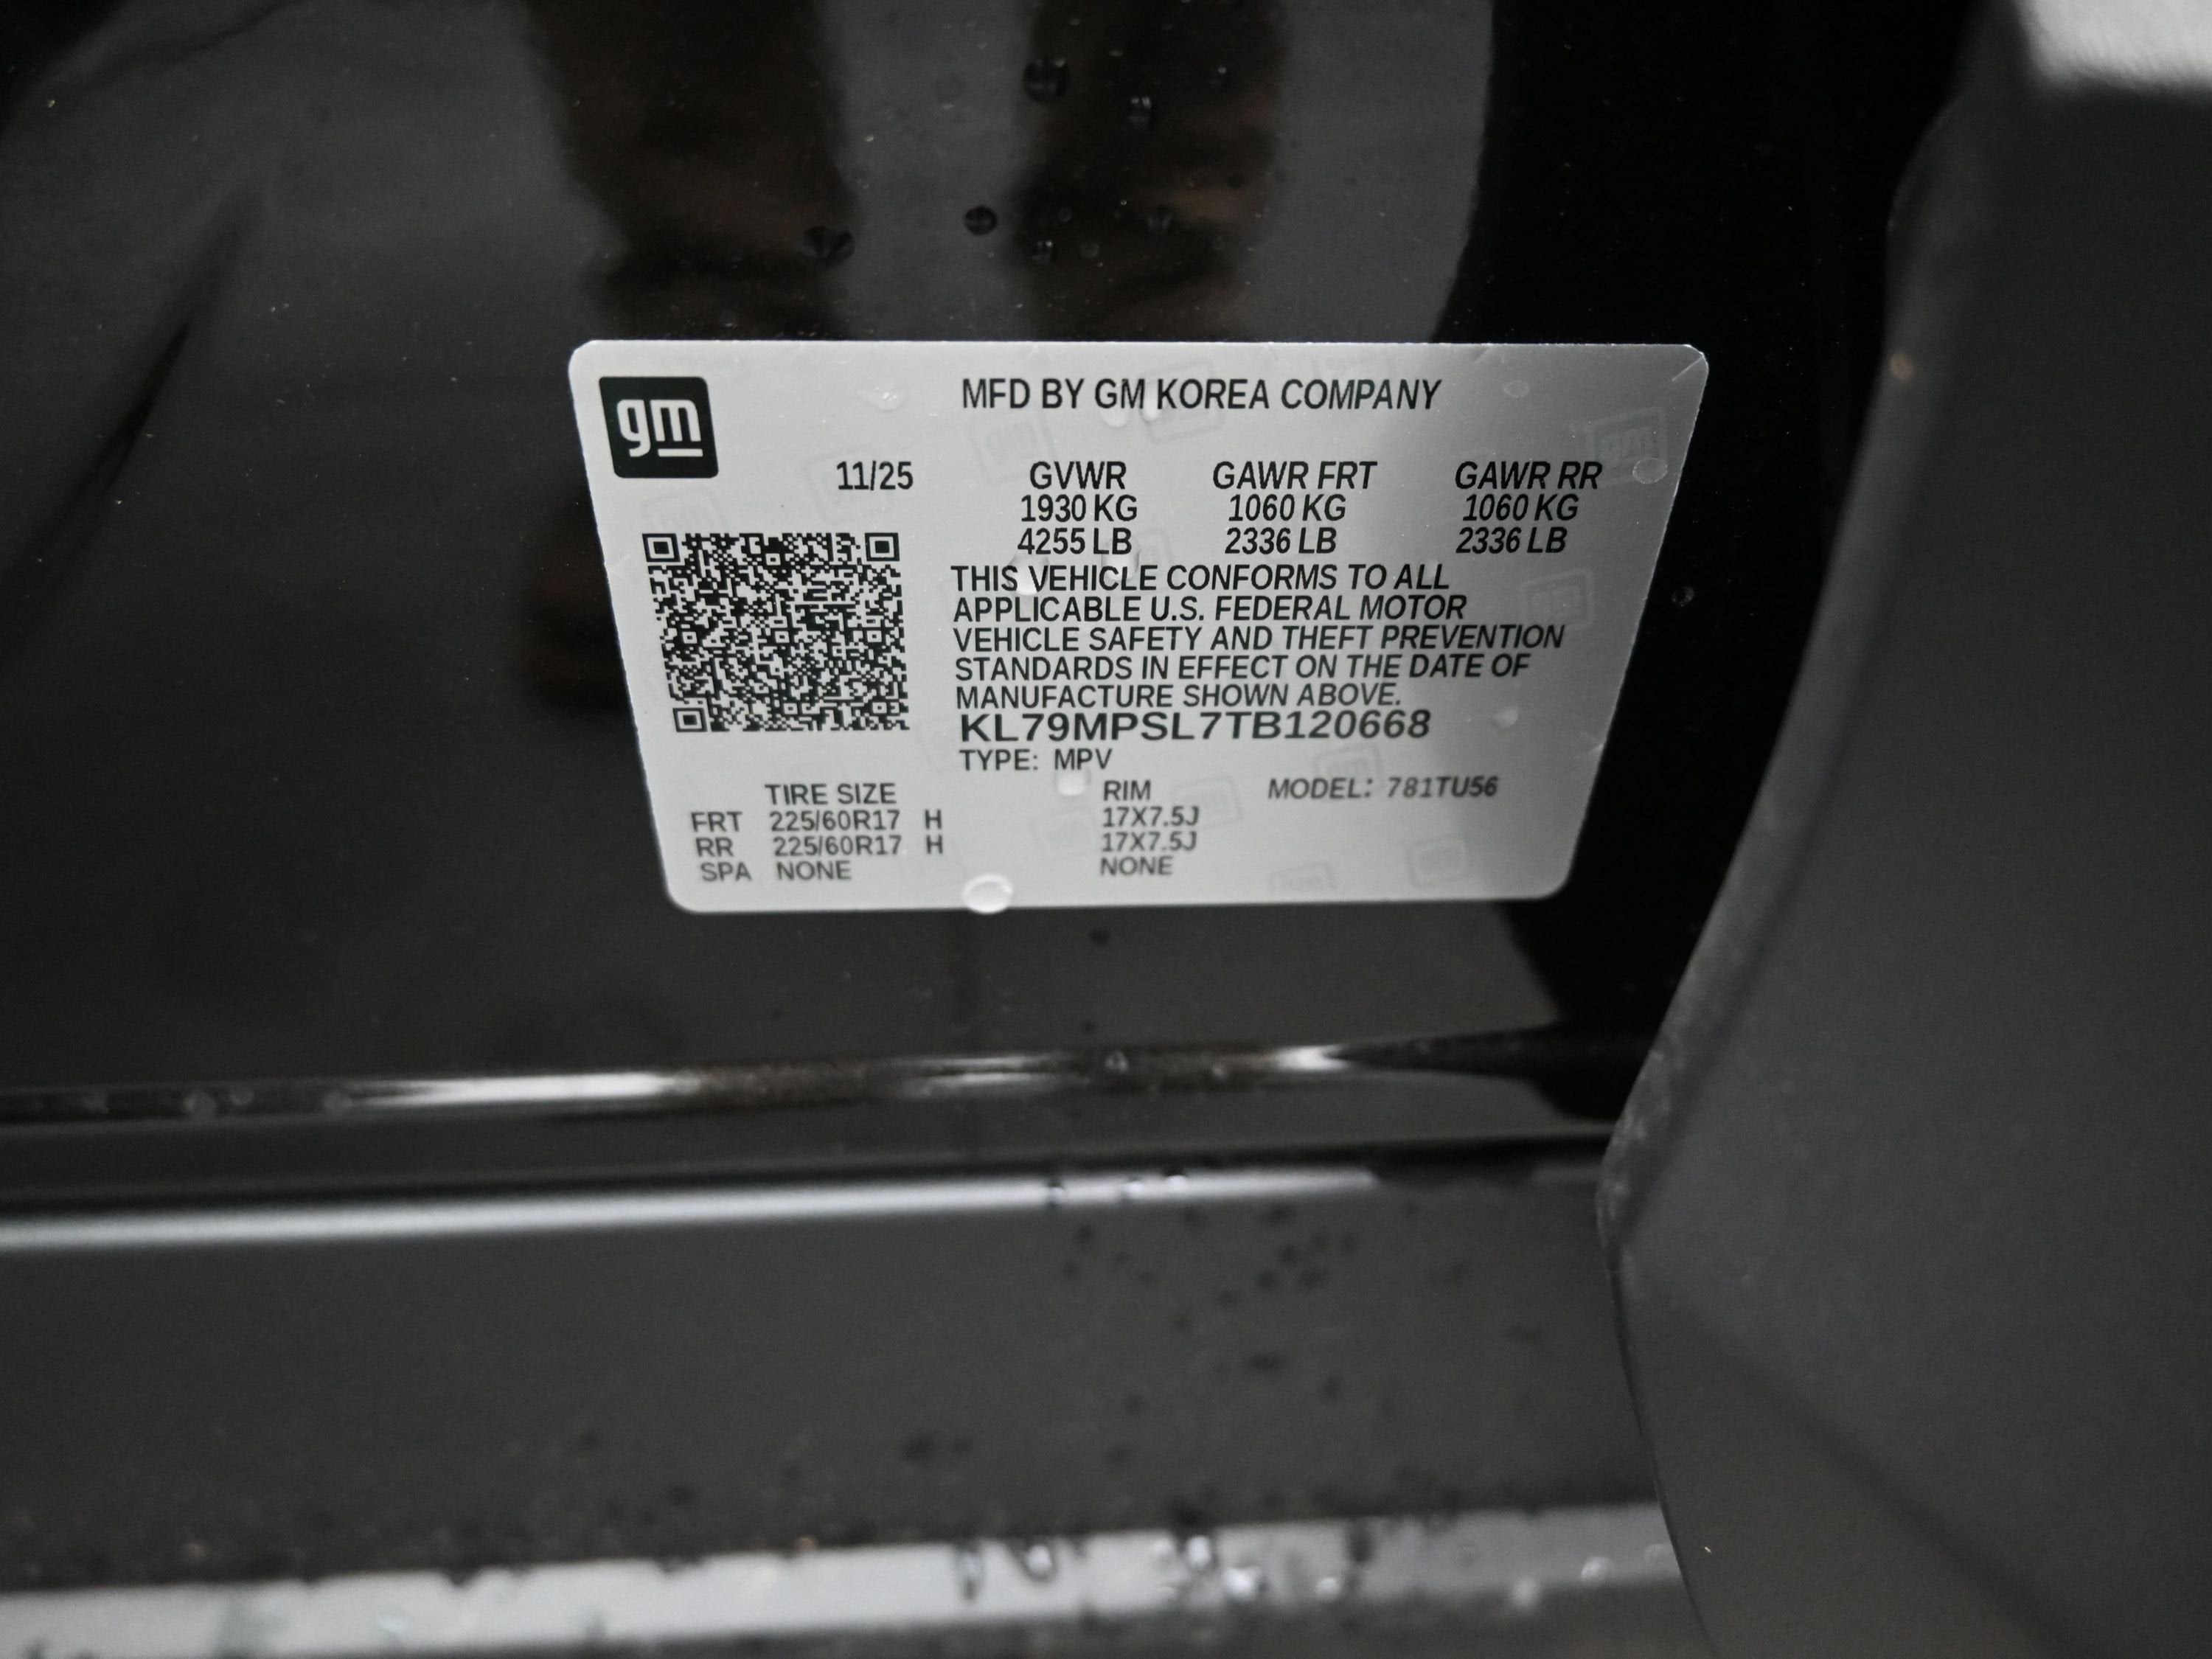 gm
MFD BY GM KOREA COMPANY
11/25 GVWR GAWR FRT GAWR RR
1930 KG 1060 KG 1060 KG
4255 LB 2336 LB 2336 LB
THIS VEHICLE CONFORMS TO ALL
APPLICABLE U.S. FEDERAL MOTOR
VEHICLE SAFETY AND THEFT PREVENTION
STANDARDS IN EFFECT ON THE DATE OF
MANUFACTURE SHOWN ABOVE.
KL79MPSL7TB120668
TYPE: MPV
TIRE SIZE RIM MODEL: 781TU56
FRT 225/60R17 H 17X7.5J
RR 225/60R17 H 17X7.5J
SPA NONE NONE